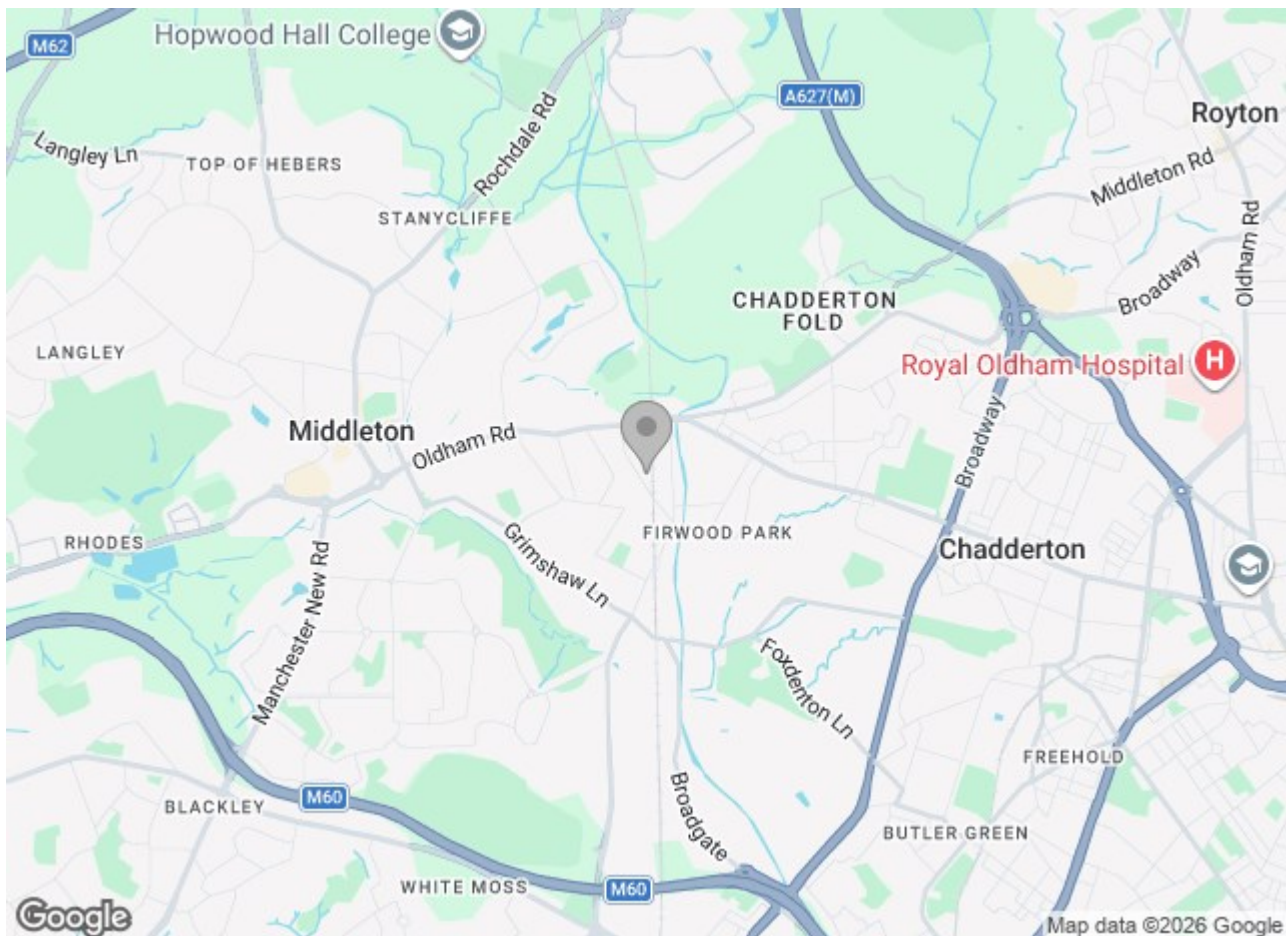 Hopwood Hall College
M62
A627(M)
Royton
Rochdale Rd
Langley Ln
TOP OF HEBERS
Middleton Rd
STANYCLIFFE
Oldham Rd
Broadway
CHADDERTON
FOLD
LANGLEY
Royal Oldham Hospital
H
Middleton
Oldham Rd
Broadway
RHODES
Grimshaw Ln
FIRWOOD PARK
Chadderton
Manchester New Rd
Foxdenton Ln
FREEHOLD
M60
BLACKLEY
Broadgate
BUTLER GREEN
WHITE MOSS
M60
Google
Map data ©2026 Google